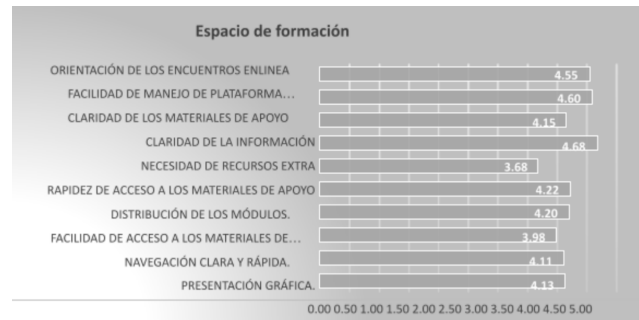 Espacio de formación
ORIENTACIÓN DE LOS ENCUENTROS ENLINEA 4.55
FACILIDAD DE MANEJO DE PLATAFORMA… 4.60
CLARIDAD DE LOS MATERIALES DE APOYO 4.15
CLARIDAD DE LA INFORMACIÓN 4.68
NECESIDAD DE RECURSOS EXTRA 3.68
RAPIDEZ DE ACCESO A LOS MATERIALES DE APOYO 4.22
DISTRIBUCIÓN DE LOS MÓDULOS. 4.20
FACILIDAD DE ACCESO A LOS MATERIALES DE… 3.98
NAVEGACIÓN CLARA Y RÁPIDA. 4.11
PRESENTACIÓN GRÁFICA. 4.13
0.00 0.50 1.00 1.50 2.00 2.50 3.00 3.50 4.00 4.50 5.00